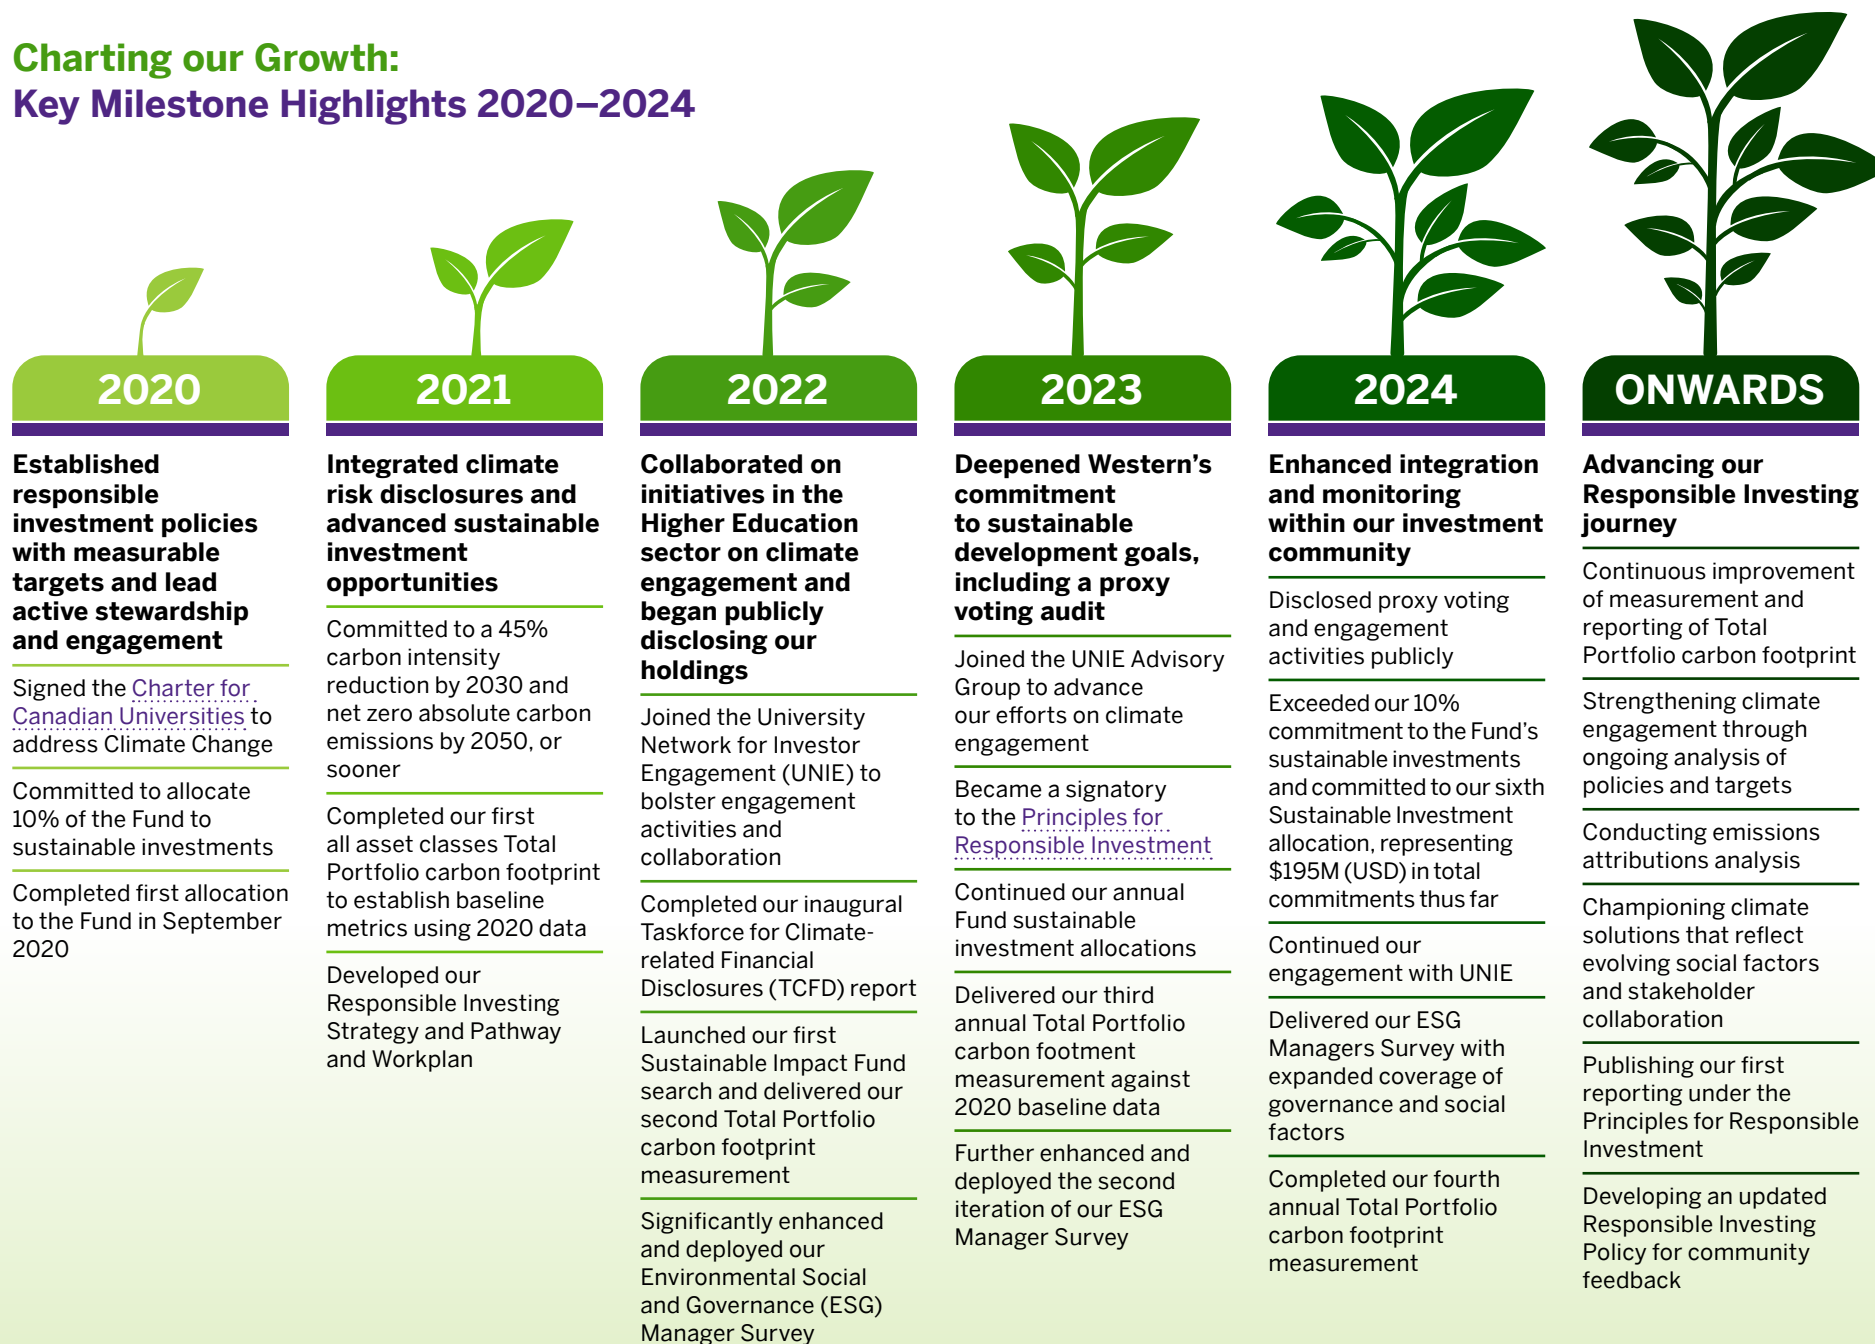 Charting our Growth:
Key Milestone Highlights 2020–2024
2020
Established
responsible
investment policies
with measurable
targets and lead
active stewardship
and engagement
Signed the Charter for
Canadian Universities to
address Climate Change
Committed to allocate
10% of the Fund to
sustainable investments
Completed first allocation
to the Fund in September
2020
2021
Integrated climate
risk disclosures and
advanced sustainable
investment
opportunities
Committed to a 45%
carbon intensity
reduction by 2030 and
net zero absolute carbon
emissions by 2050, or
sooner
Completed our first
all asset classes Total
Portfolio carbon footprint
to establish baseline
metrics using 2020 data
Developed our
Responsible Investing
Strategy and Pathway
and Workplan
2022
Collaborated on
initiatives in the
Higher Education
sector on climate
engagement and
began publicly
disclosing our
holdings
Joined the University
Network for Investor
Engagement (UNIE) to
bolster engagement
activities and
collaboration
Completed our inaugural
Taskforce for Climate-
related Financial
Disclosures (TCFD) report
Launched our first
Sustainable Impact Fund
search and delivered our
second Total Portfolio
carbon footprint
measurement
Significantly enhanced
and deployed our
Environmental Social
and Governance (ESG)
Manager Survey
2023
Deepened Western’s
commitment
to sustainable
development goals,
including a proxy
voting audit
Joined the UNIE Advisory
Group to advance
our efforts on climate
engagement
Became a signatory
to the Principles for
Responsible Investment
Continued our annual
Fund sustainable
investment allocations
Delivered our third
annual Total Portfolio
carbon footment
measurement against
2020 baseline data
Further enhanced and
deployed the second
iteration of our ESG
Manager Survey
2024
Enhanced integration
and monitoring
within our investment
community
Disclosed proxy voting
and engagement
activities publicly
Exceeded our 10%
commitment to the Fund’s
sustainable investments
and committed to our sixth
Sustainable Investment
allocation, representing
$195M (USD) in total
commitments thus far
Continued our
engagement with UNIE
Delivered our ESG
Managers Survey with
expanded coverage of
governance and social
factors
Completed our fourth
annual Total Portfolio
carbon footprint
measurement
ONWARDS
Advancing our
Responsible Investing
journey
Continuous improvement
of measurement and
reporting of Total
Portfolio carbon footprint
Strengthening climate
engagement through
ongoing analysis of
policies and targets
Conducting emissions
attributions analysis
Championing climate
solutions that reflect
evolving social factors
and stakeholder
collaboration
Publishing our first
reporting under the
Principles for Responsible
Investment
Developing an updated
Responsible Investing
Policy for community
feedback